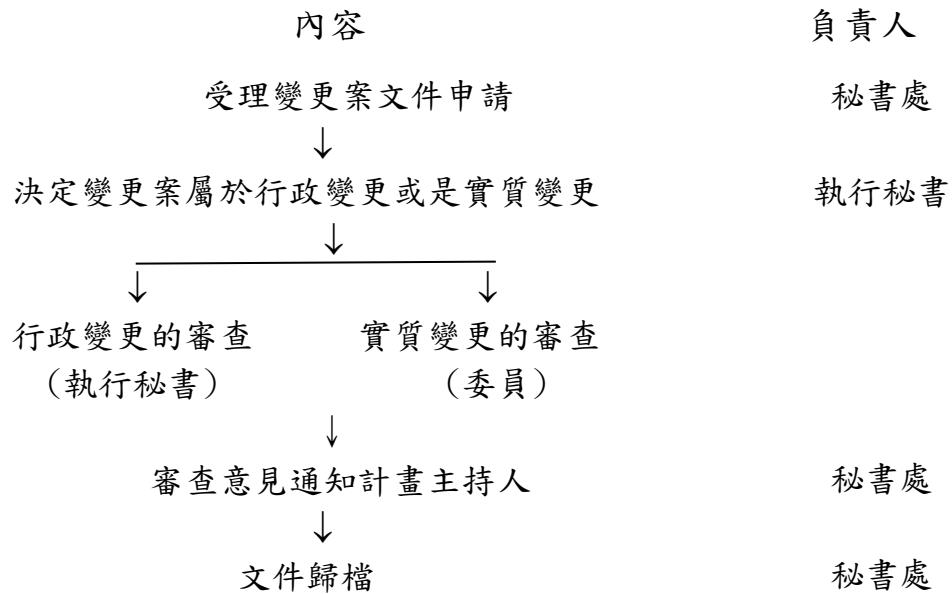 內容 負責人
受理變更案文件申請 秘書處
↓
決定變更案屬於行政變更或是實質變更 執行秘書
↓
↓ ↓
行政變更的審查 實質變更的審查
（執行秘書） （委員）
↓
審查意見通知計畫主持人 秘書處
↓
文件歸檔 秘書處